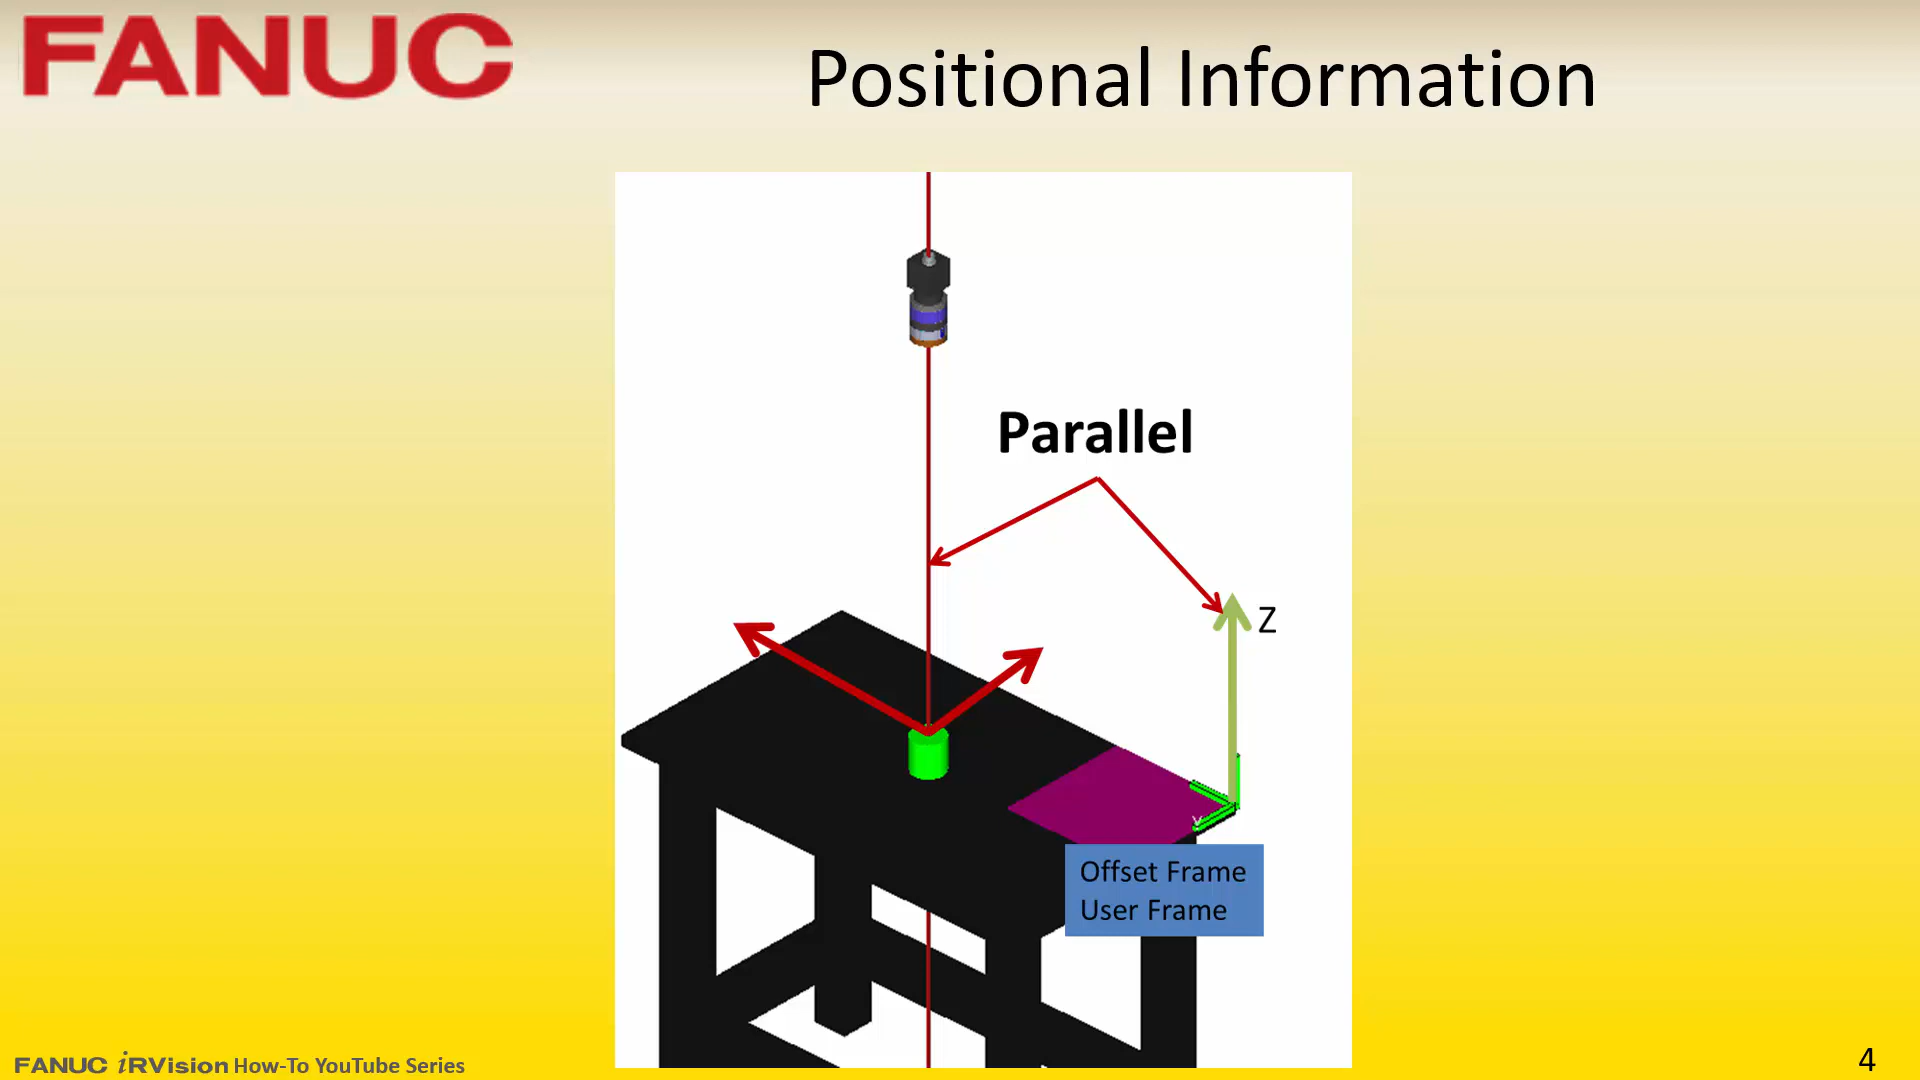 FANUC
Positional Information
Parallel
Z
Y
Offset Frame
User Frame
FANUC iRVision How-To YouTube Series
4